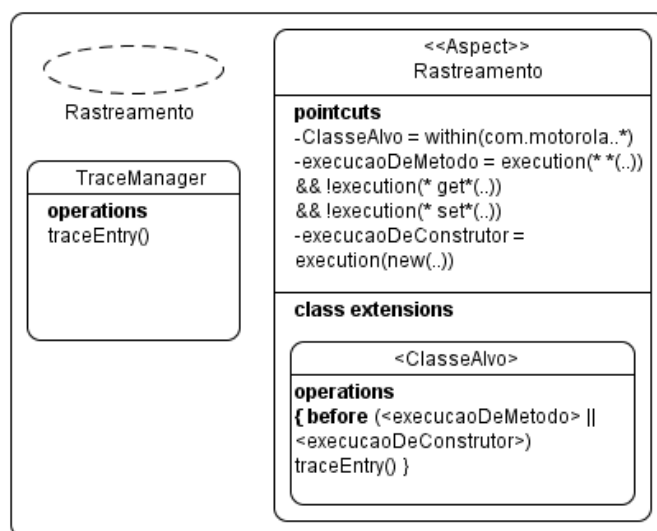 Rastreamento
TraceManager
operations
traceEntry()
<<Aspect>>
Rastreamento
pointcuts
-ClasseAlvo = within(com.motorola..*)
-execucaoDeMetodo = execution(* *(..))
&& !execution(* get*(..))
&& !execution(* set*(..))
-execucaoDeConstrutor =
execution(new(..))
class extensions
<ClasseAlvo>
operations
{ before (<execucaoDeMetodo> ||
<execucaoDeConstrutor>)
traceEntry() }